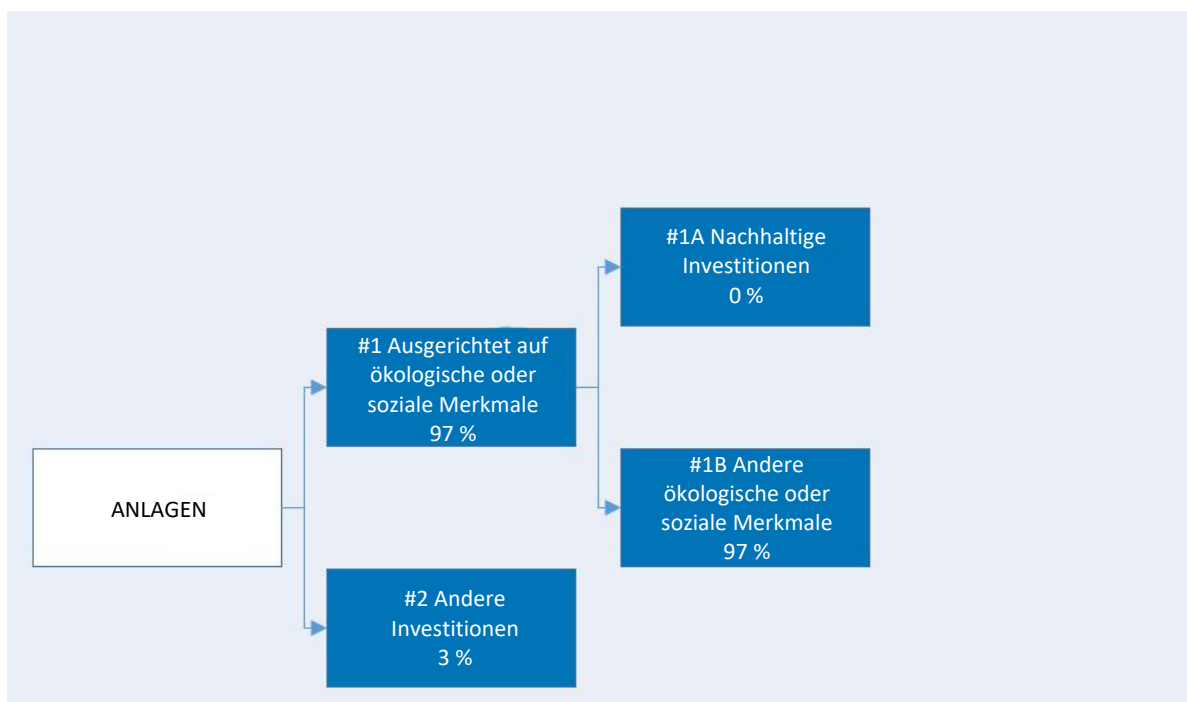 #1A Nachhaltige
Investitionen
0 %
#1 Ausgerichtet auf
ökologische oder
soziale Merkmale
97 %
#1B Andere
ökologische oder
soziale Merkmale
97 %
ANLAGEN
#2 Andere
Investitionen
3 %